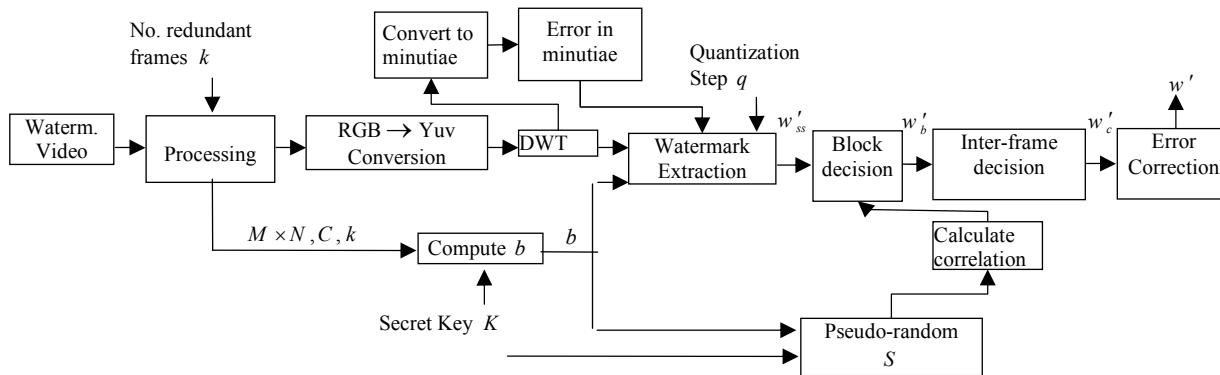 No. redundant
frames k
Convert to
minutiae
Error in
minutiae
Quantization
Step q
w'
Waterm.
Video
Processing
RGB → Yuv
Conversion
DWT
Watermark
Extraction
w'ss
Block
decision
w'b
Inter-frame
decision
w'c
Error
Correction
M × N , C , k
Compute b
b
Calculate
correlation
Secret Key K
Pseudo-random
S